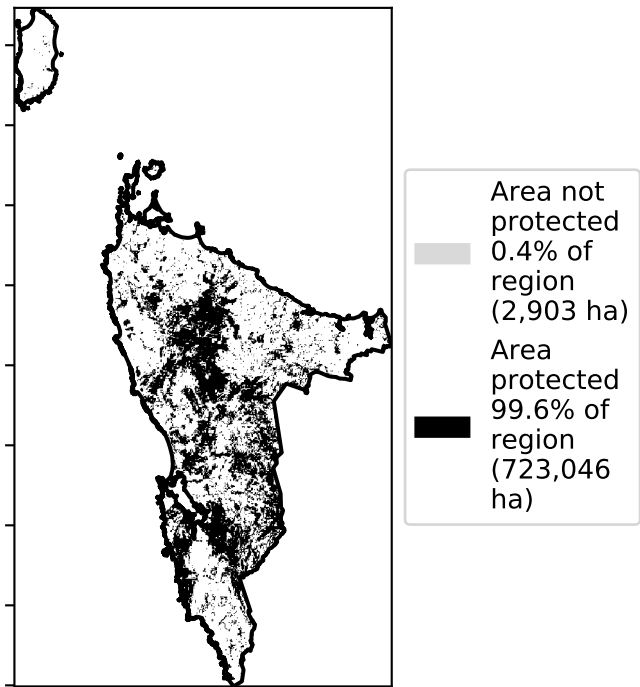 Area not
protected
0.4% of
region
(2,903 ha)
Area
protected
99.6% of
region
(723,046
ha)